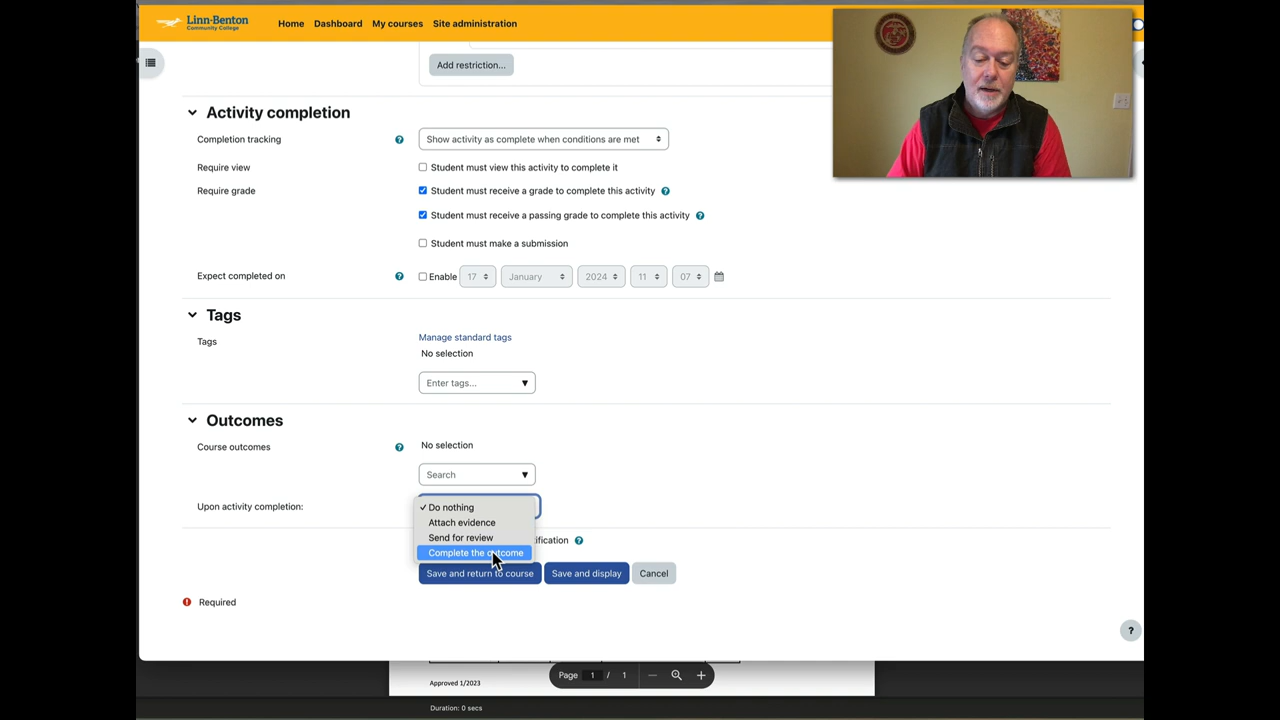 Linn-Benton
Community College
Home
Dashboard
My courses
Site administration
Add restriction...
Activity completion
Completion tracking
?
Show activity as complete when conditions are met
Require view
Student must view this activity to complete it
Require grade
Student must receive a grade to complete this activity
?
Student must receive a passing grade to complete this activity
?
Student must make a submission
Expect completed on
?
Enable
17
January
2024
11
07
Tags
Tags
Manage standard tags
No selection
Enter tags...
Outcomes
Course outcomes
?
No selection
Search
Upon activity completion:
✓ Do nothing
Attach evidence
Send for review
Complete the outcome
?
Save and return to course
Save and display
Cancel
! Required
?
Approved 1/2023
Page 1 / 1
Duration: 0 secs